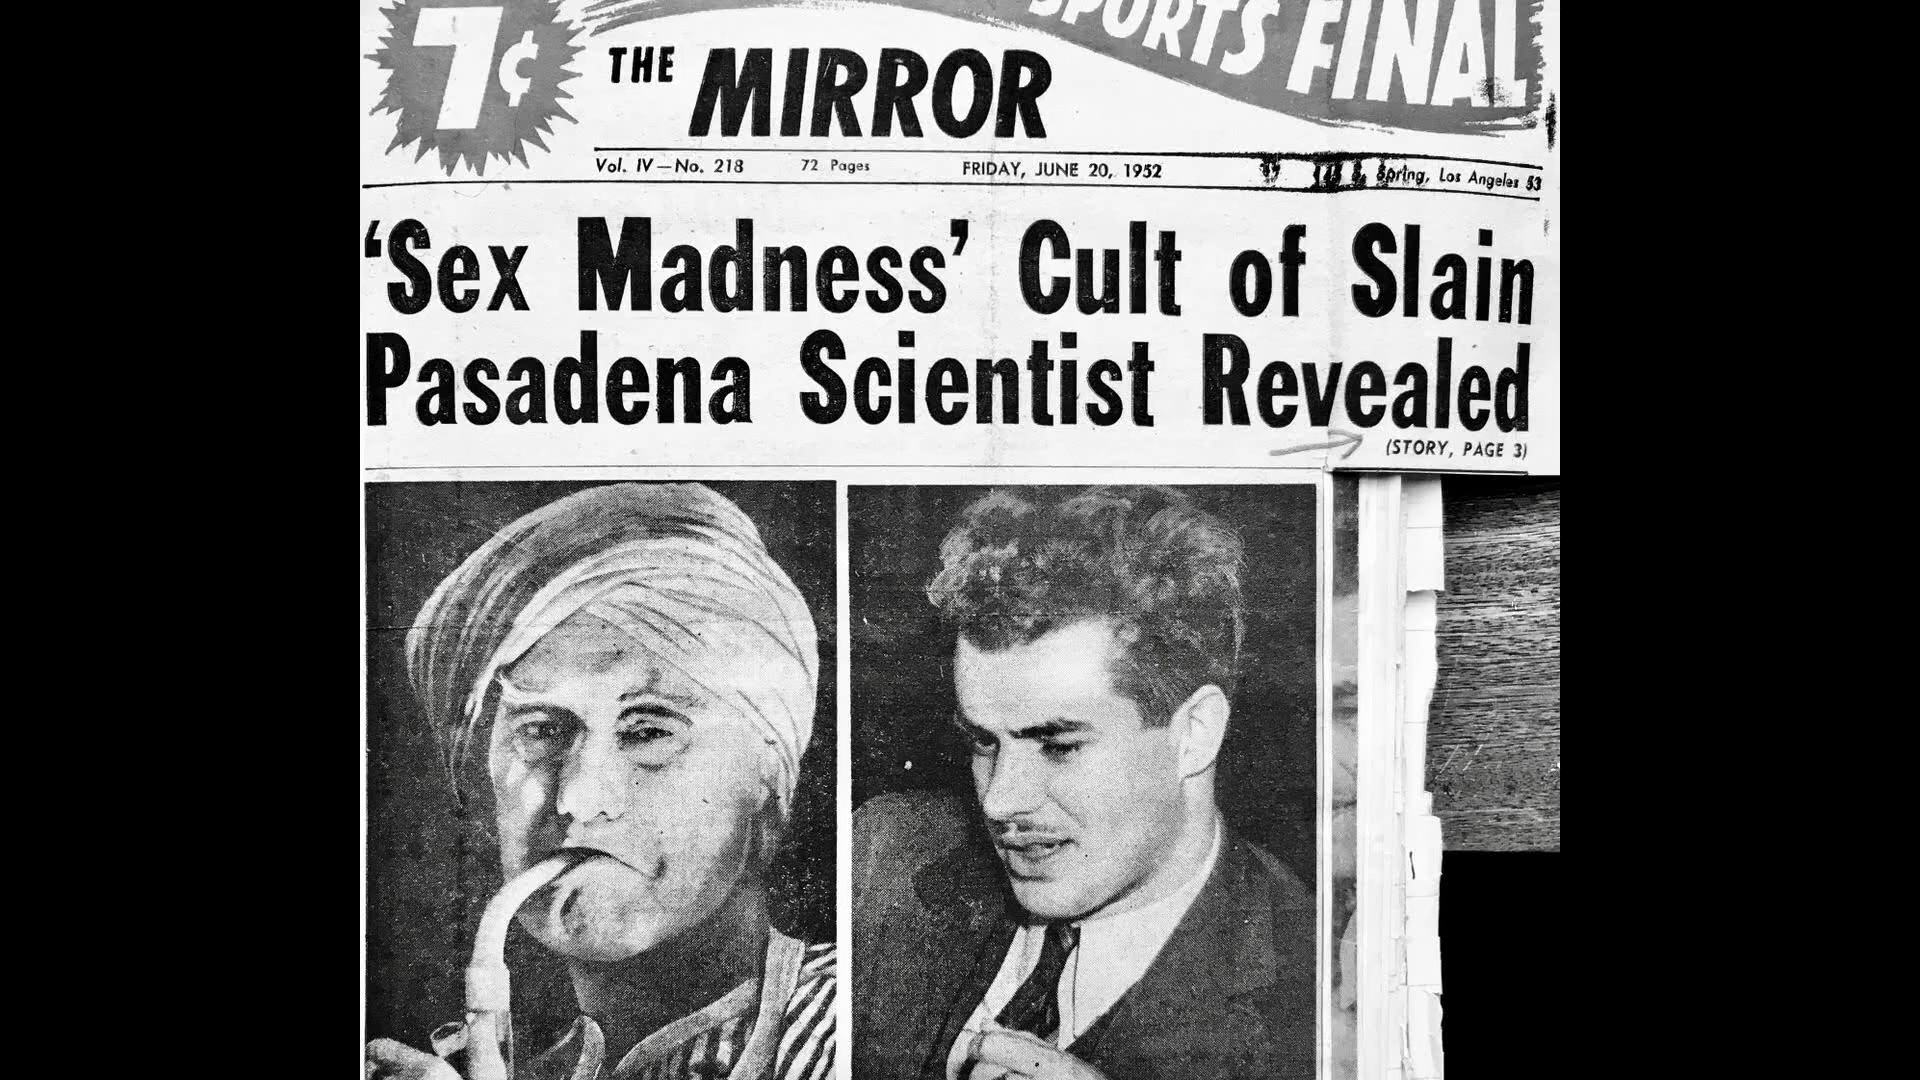 7¢
SPORTS FINAL
THE MIRROR
Vol. IV—No. 218 72 Pages FRIDAY, JUNE 20, 1952 Spring, Los Angeles 53
‘Sex Madness’ Cult of Slain
Pasadena Scientist Revealed
(STORY, PAGE 3)